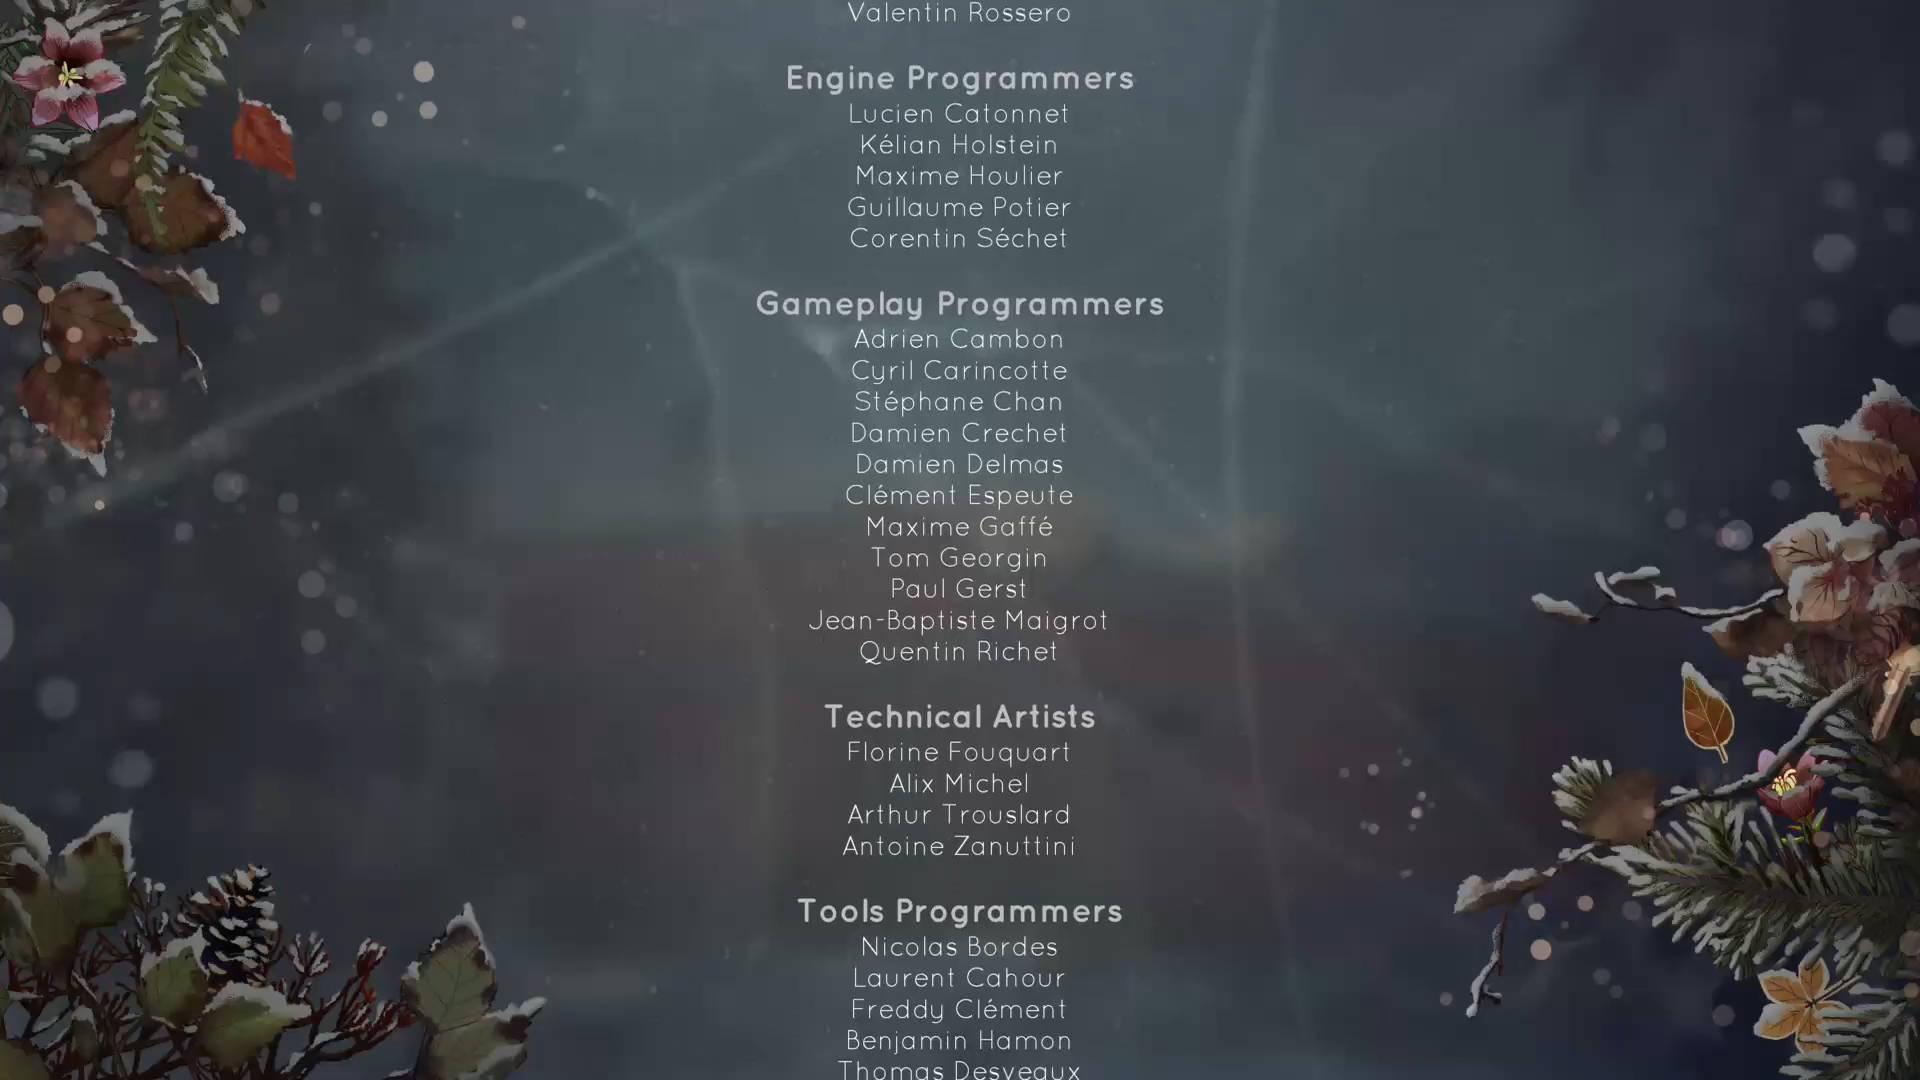 Valentin Rossero
Engine Programmers
Lucien Catonnet
Kélian Holstein
Maxime Houlier
Guillaume Potier
Corentin Séchet
Gameplay Programmers
Adrien Cambon
Cyril Carincotte
Stéphane Chan
Damien Crechet
Damien Delmas
Clément Espeute
Maxime Gaffé
Tom Georgin
Paul Gerst
Jean-Baptiste Maigrot
Quentin Richet
Technical Artists
Florine Fouquart
Alix Michel
Arthur Trouslard
Antoine Zanuttini
Tools Programmers
Nicolas Bordes
Laurent Cahour
Freddy Clément
Benjamin Hamon
Thomas Desveaux